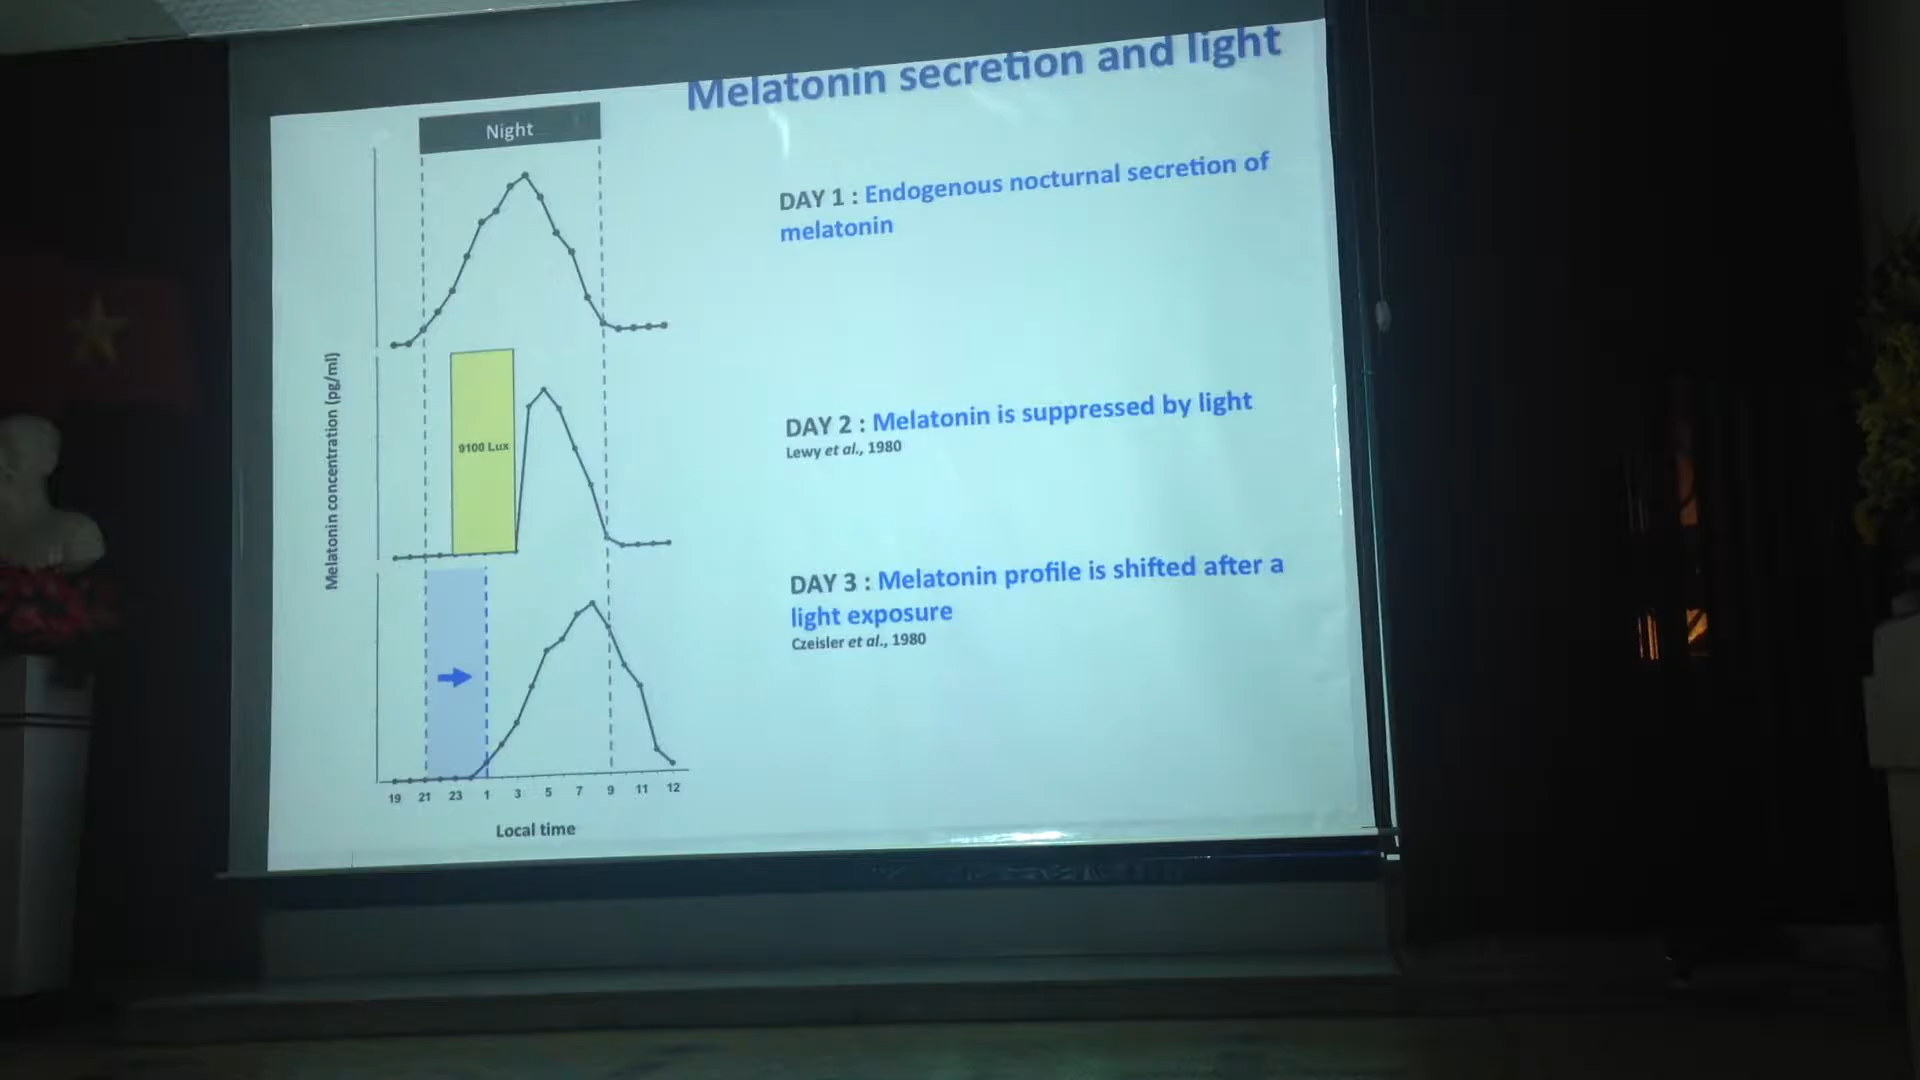 Melatonin secretion and light
Night
DAY 1 : Endogenous nocturnal secretion of
melatonin
Melatonin concentration (pg/ml)
9100 Lux
DAY 2 : Melatonin is suppressed by light
Lewy et al., 1980
DAY 3 : Melatonin profile is shifted after a
light exposure
Czeisler et al., 1980
19 21 23 1 3 5 7 9 11 12
Local time